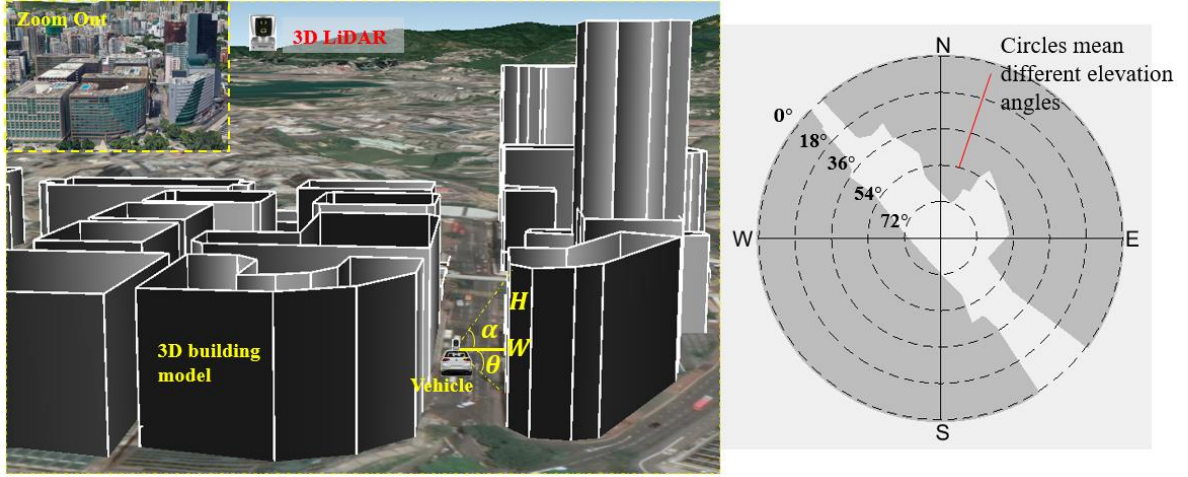 Zoom Out
3D LiDAR
H
α
W
θ
Vehicle
3D building
model
N
Circles mean
different elevation
angles
0°
18°
36°
54°
72°
W
E
S